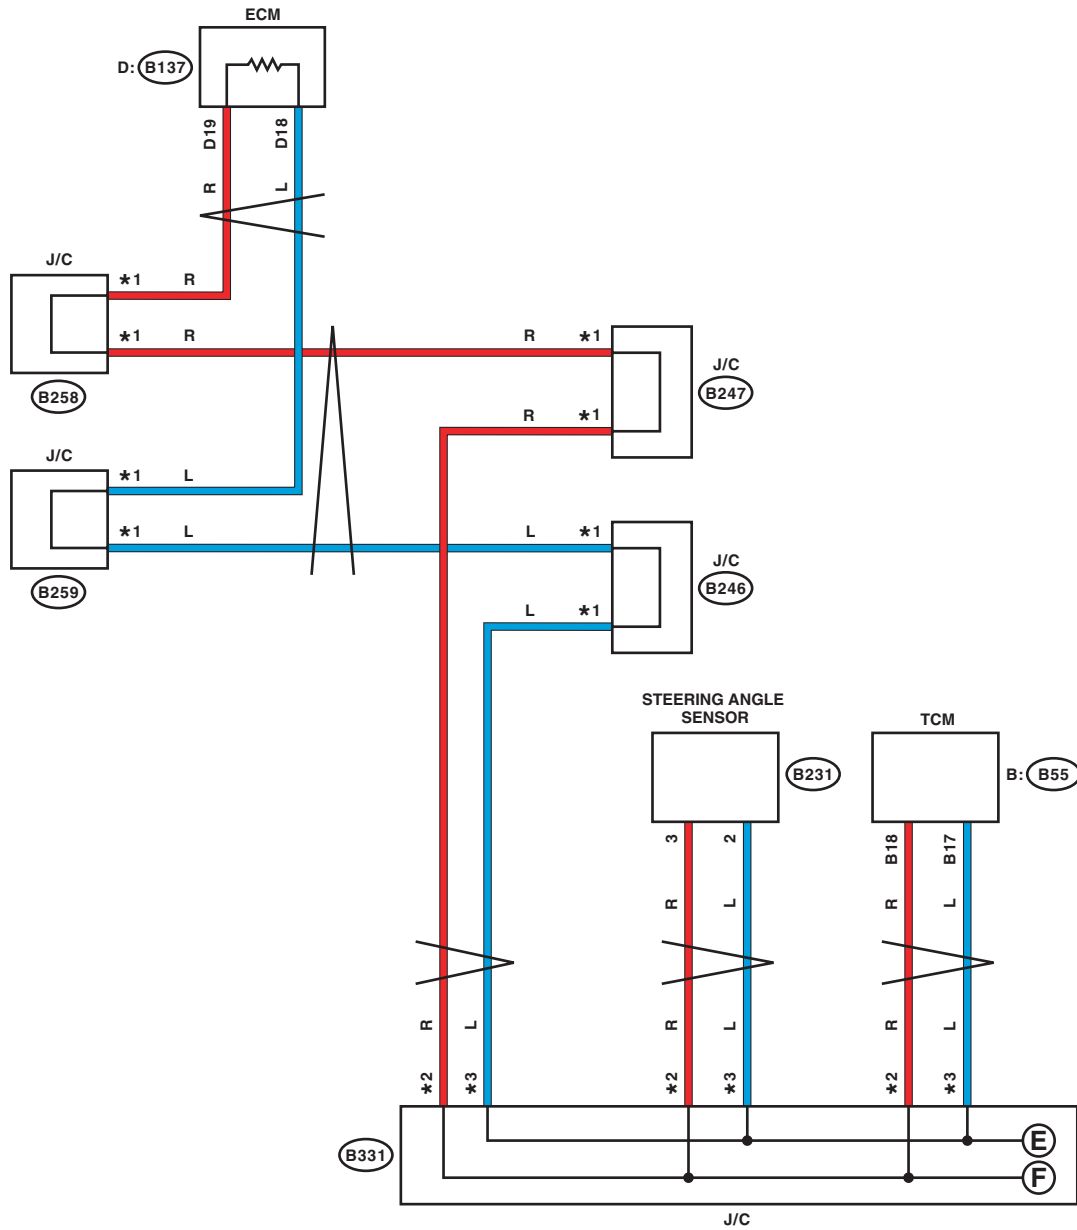 ECM
D: B137
D19
D18
R
L
J/C
*1 R
*1 R
R *1
J/C
B247
B258
R *1
J/C
*1 L
*1 L
L *1
J/C
B246
B259
L *1
STEERING ANGLE
SENSOR
TCM
B231
B: B55
3
2
B18
B17
R
L
R
L
R
L
R
L
R
L
*2
*3
*2
*3
*2
*3
B331
E
F
J/C